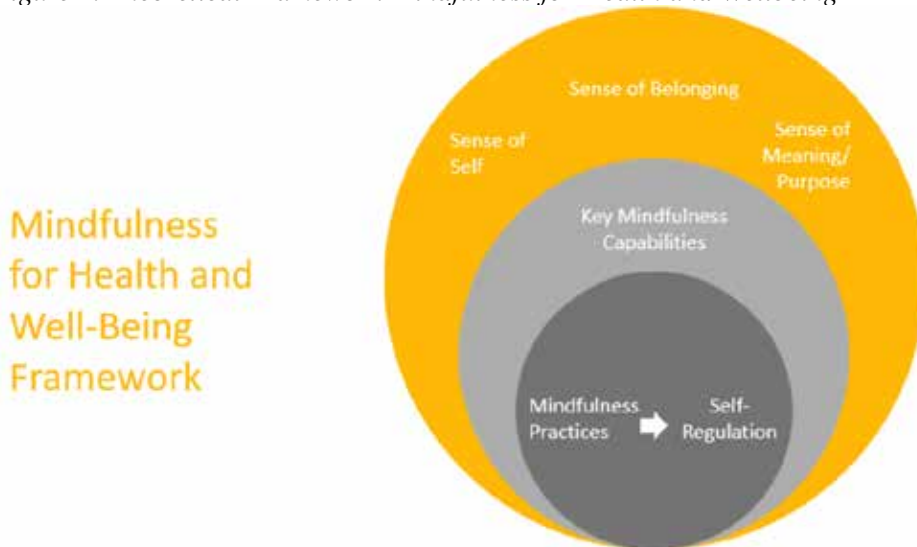 Mindfulness
for Health and
Well-Being
Framework
Sense of Belonging
Sense of
Self
Sense of
Meaning/
Purpose
Key Mindfulness
Capabilities
Mindfulness
Practices
Self-
Regulation